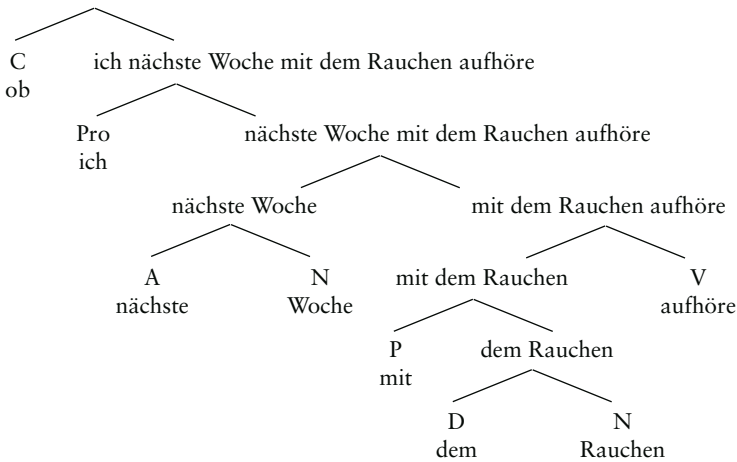 C ich nächste Woche mit dem Rauchen aufhöre
ob
Pro nächste Woche mit dem Rauchen aufhöre
ich
nächste Woche mit dem Rauchen aufhöre
A N mit dem Rauchen V
nächste Woche aufhöre
P dem Rauchen
mit
D N
dem Rauchen